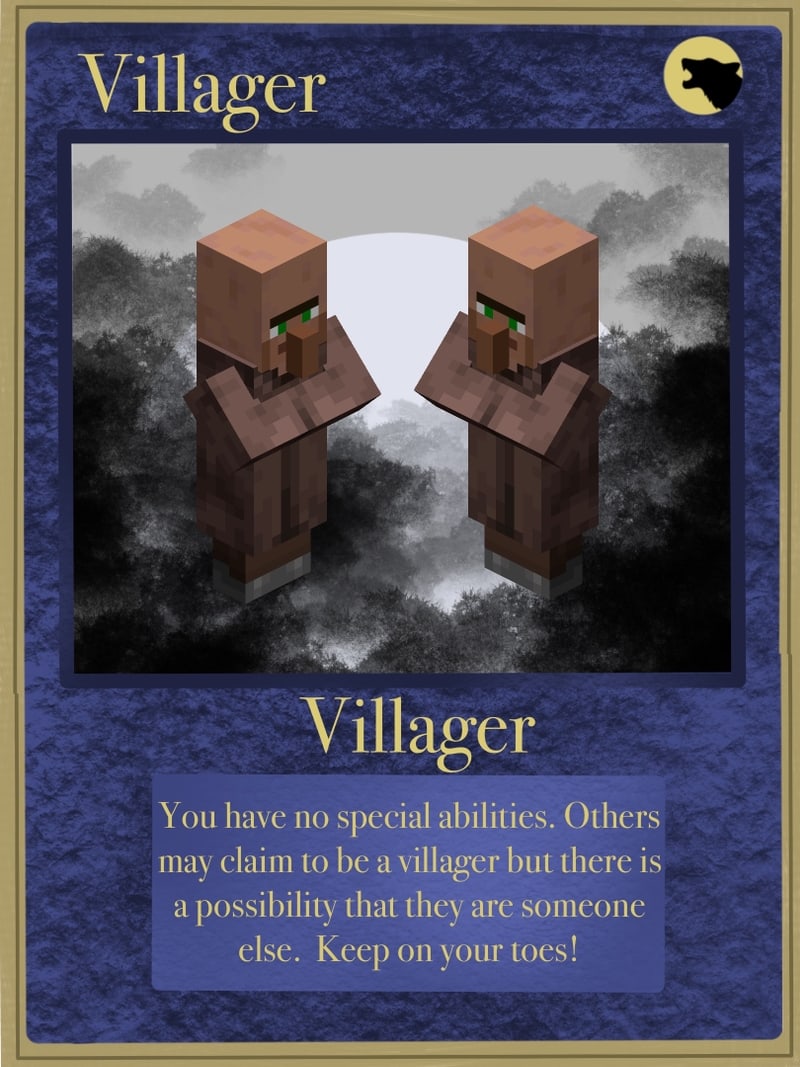 Villager
Villager
You have no special abilities. Others
may claim to be a villager but there is
a possibility that they are someone
else.  Keep on your toes!